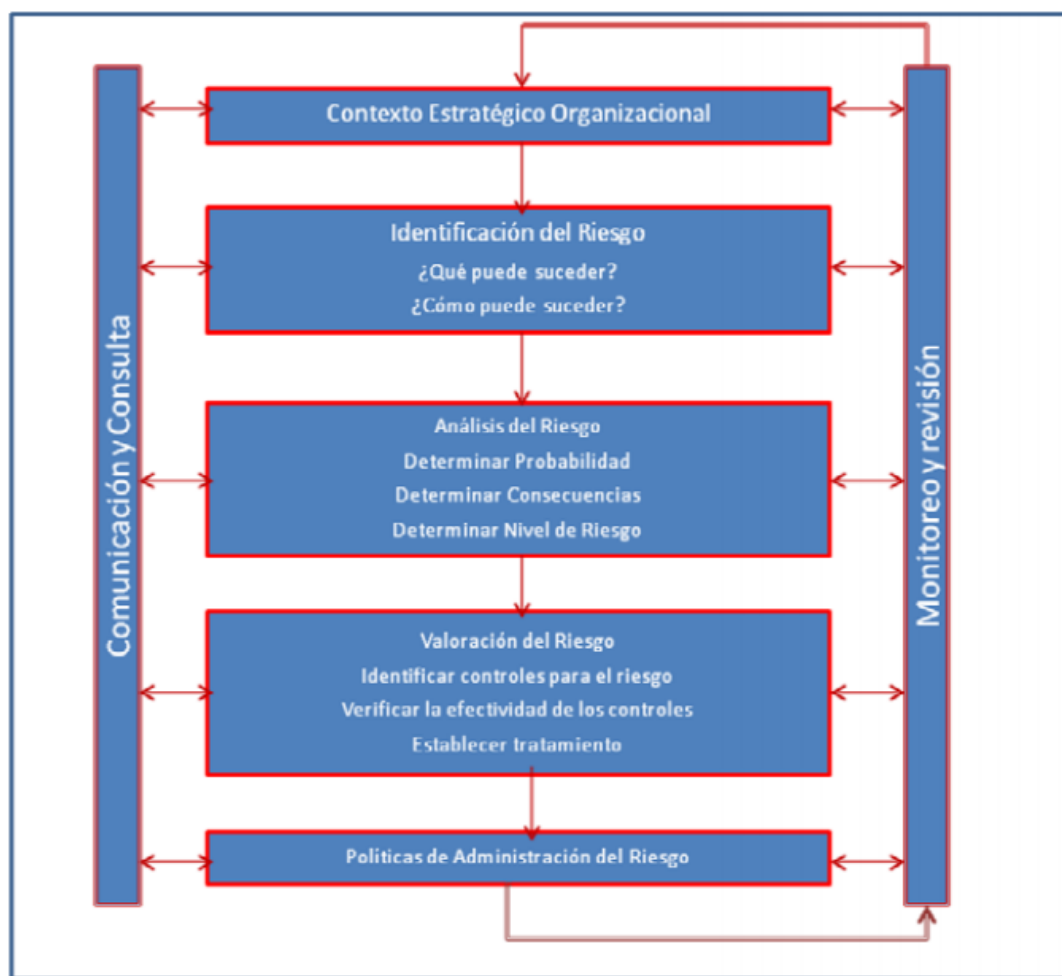 Contexto Estratégico Organizacional
Identificación del Riesgo
¿Qué puede suceder?
¿Cómo puede suceder?
Análisis del Riesgo
Determinar Probabilidad
Determinar Consecuencias
Determinar Nivel de Riesgo
Valoración del Riesgo
Identificar controles para el riesgo
Verificar la efectividad de los controles
Establecer tratamiento
Políticas de Administración del Riesgo
Comunicación y Consulta
Monitoreo y revisión